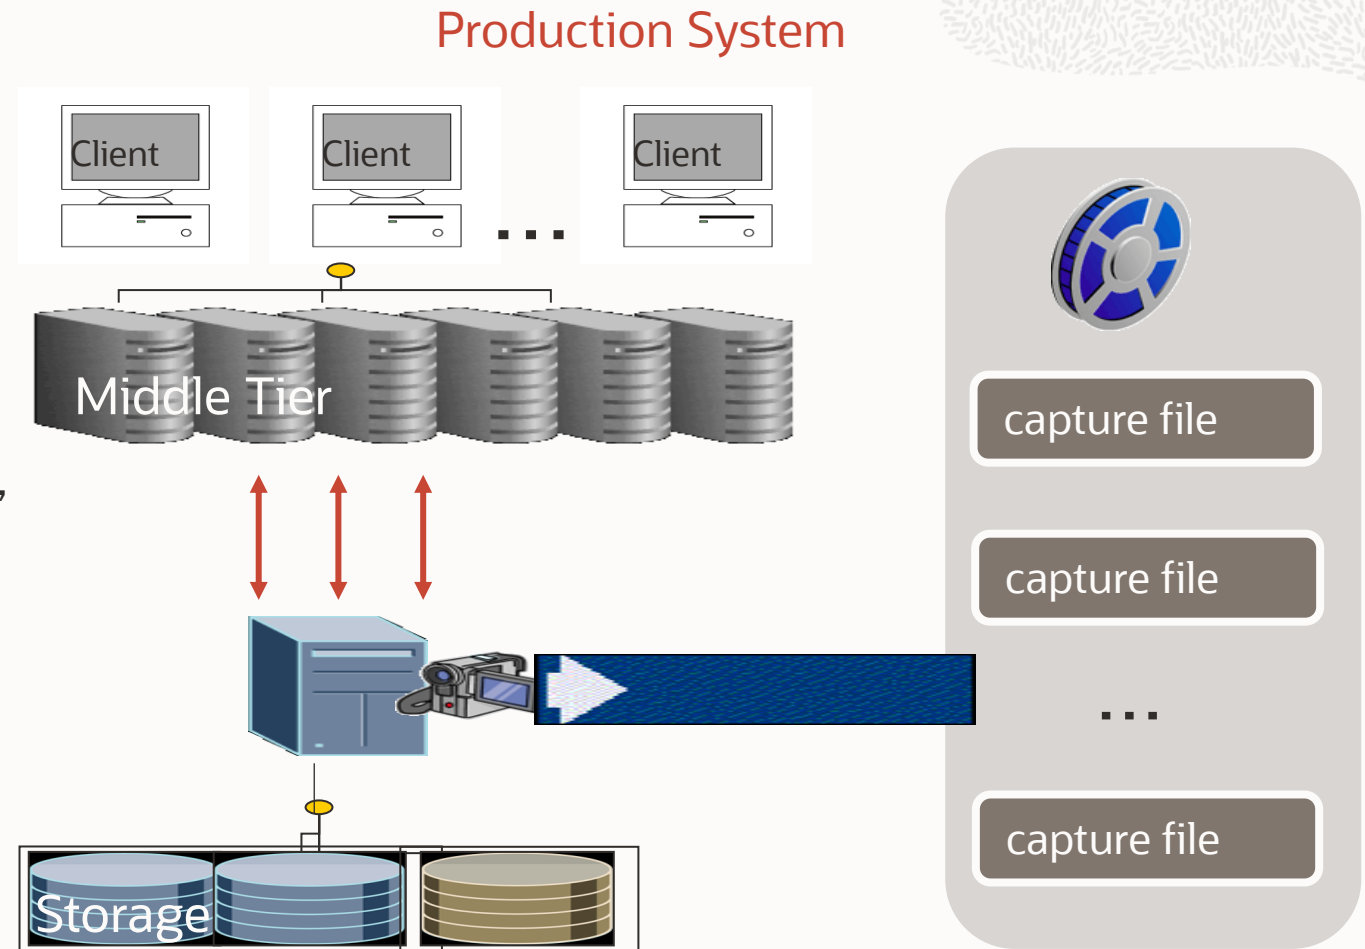 Production System
Client
Client
Client
...
Middle Tier
,
capture file
capture file
...
capture file
Storage